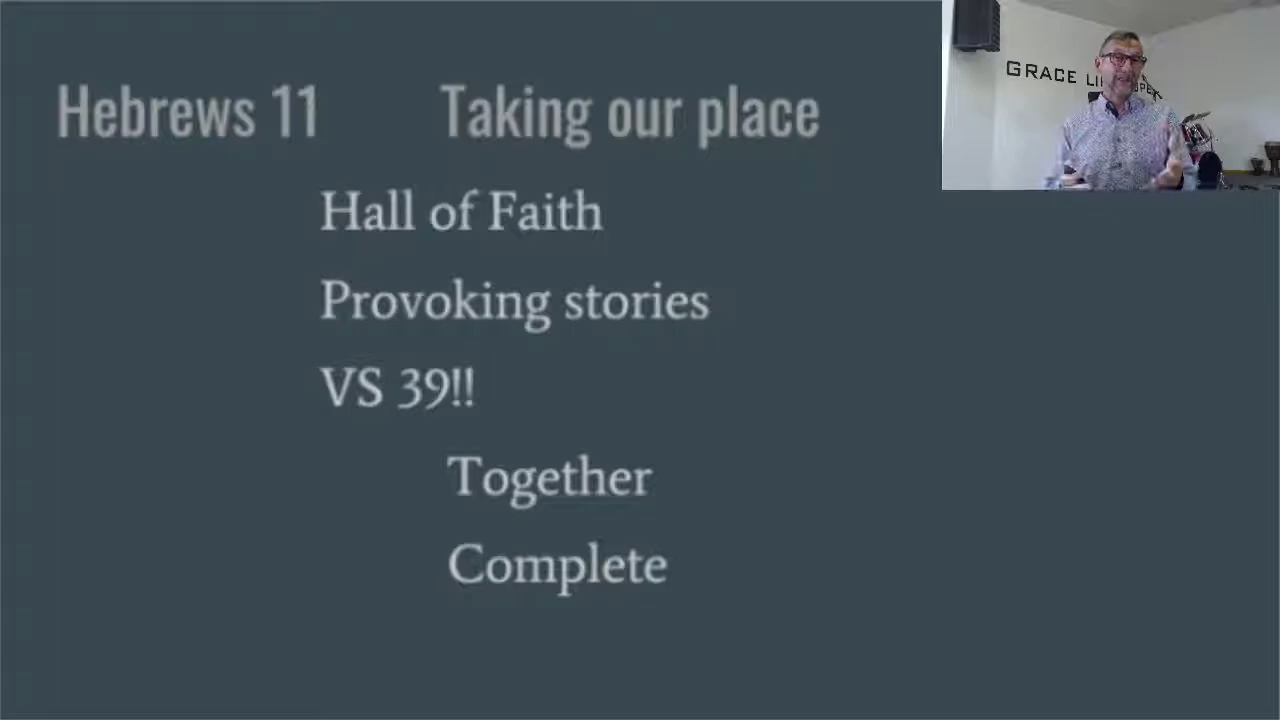 Hebrews 11 Taking our place
Hall of Faith
Provoking stories
VS 39!!
Together
Complete
GRACE